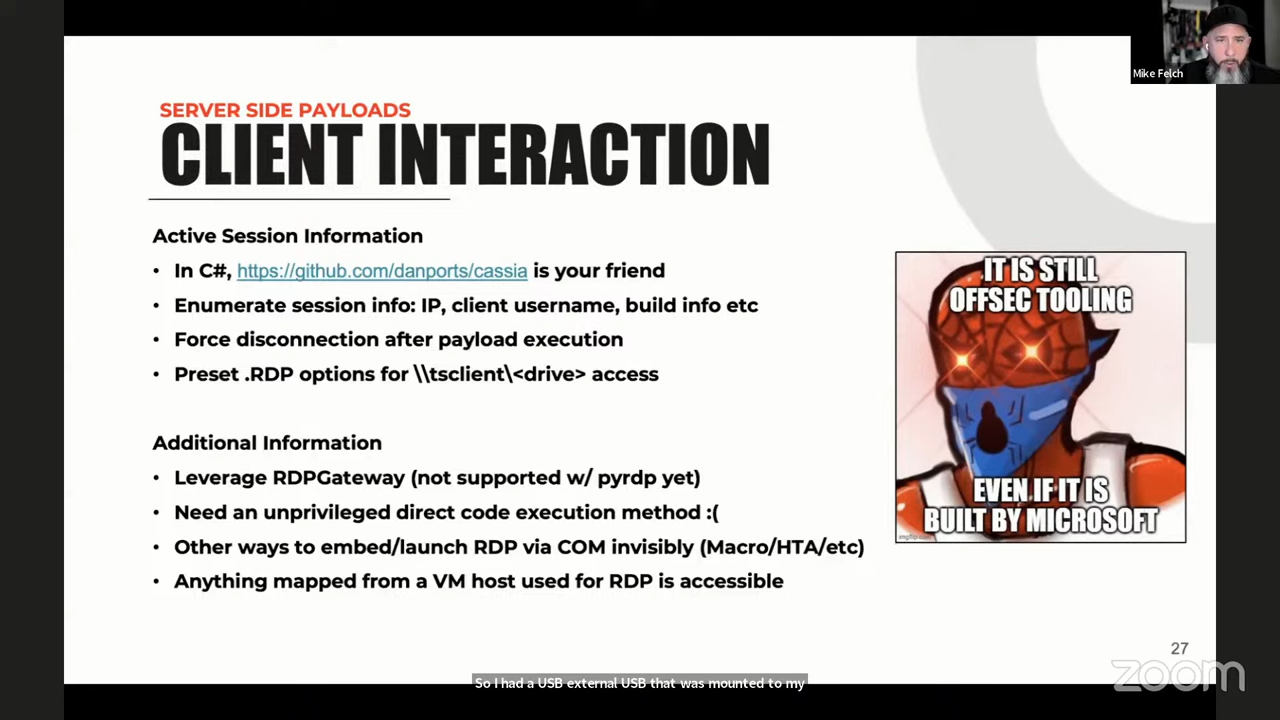 Mike Felch
SERVER SIDE PAYLOADS
CLIENT INTERACTION
Active Session Information
• In C#, https://github.com/danports/cassia is your friend
• Enumerate session info: IP, client username, build info etc
• Force disconnection after payload execution
• Preset .RDP options for \\tsclient\<drive> access
Additional Information
• Leverage RDPGateway (not supported w/ pyrdp yet)
• Need an unprivileged direct code execution method :(
• Other ways to embed/launch RDP via COM invisibly (Macro/HTA/etc)
• Anything mapped from a VM host used for RDP is accessible
IT IS STILL
OFFSEC TOOLING
EVEN IF IT IS
BUILT BY MICROSOFT
imgflip.com
27
zoom
So I had a USB external USB that was mounted to my